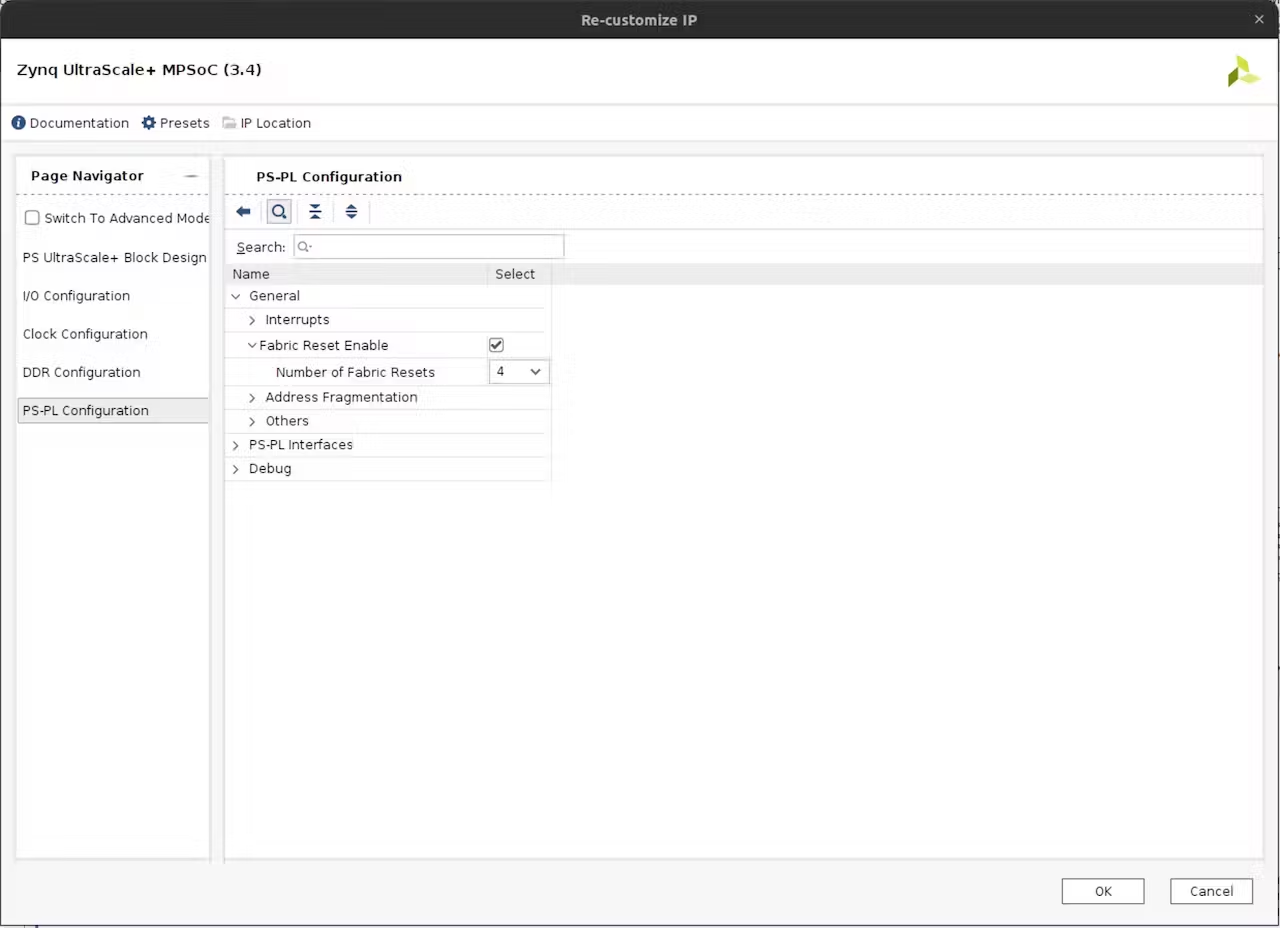 Re-customize IP
Zynq UltraScale+ MPSoC (3.4)
Documentation Presets IP Location
Page Navigator
Switch To Advanced Mode
PS UltraScale+ Block Design
I/O Configuration
Clock Configuration
DDR Configuration
PS-PL Configuration
PS-PL Configuration
Search:
Name Select
General
Interrupts
Fabric Reset Enable
Number of Fabric Resets 4
Address Fragmentation
Others
PS-PL Interfaces
Debug
OK Cancel